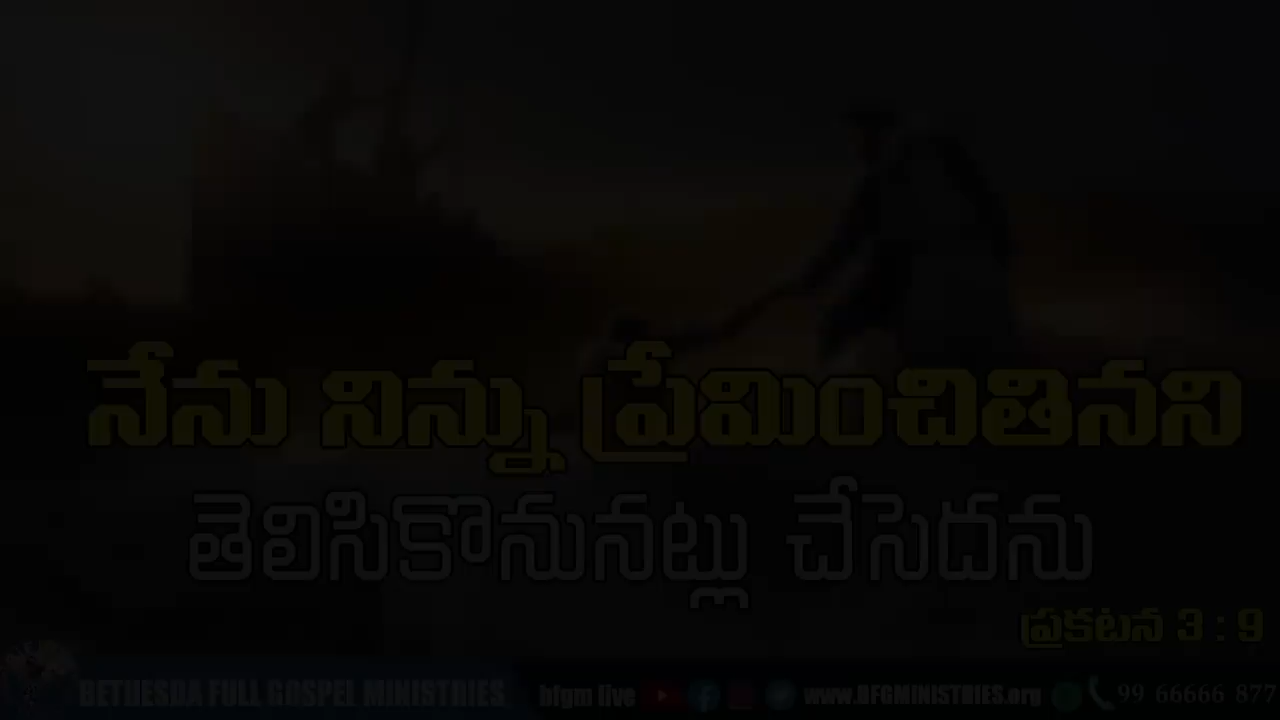 నేను నిన్ను ప్రేమించితినని
తెలిసికొనునట్లు చేసెదను
ప్రకటన 3 : 9
BETHESDA FULL GOSPEL MINISTRIES bfgm live www.BFGMINISTRIES.org 99 66666 877